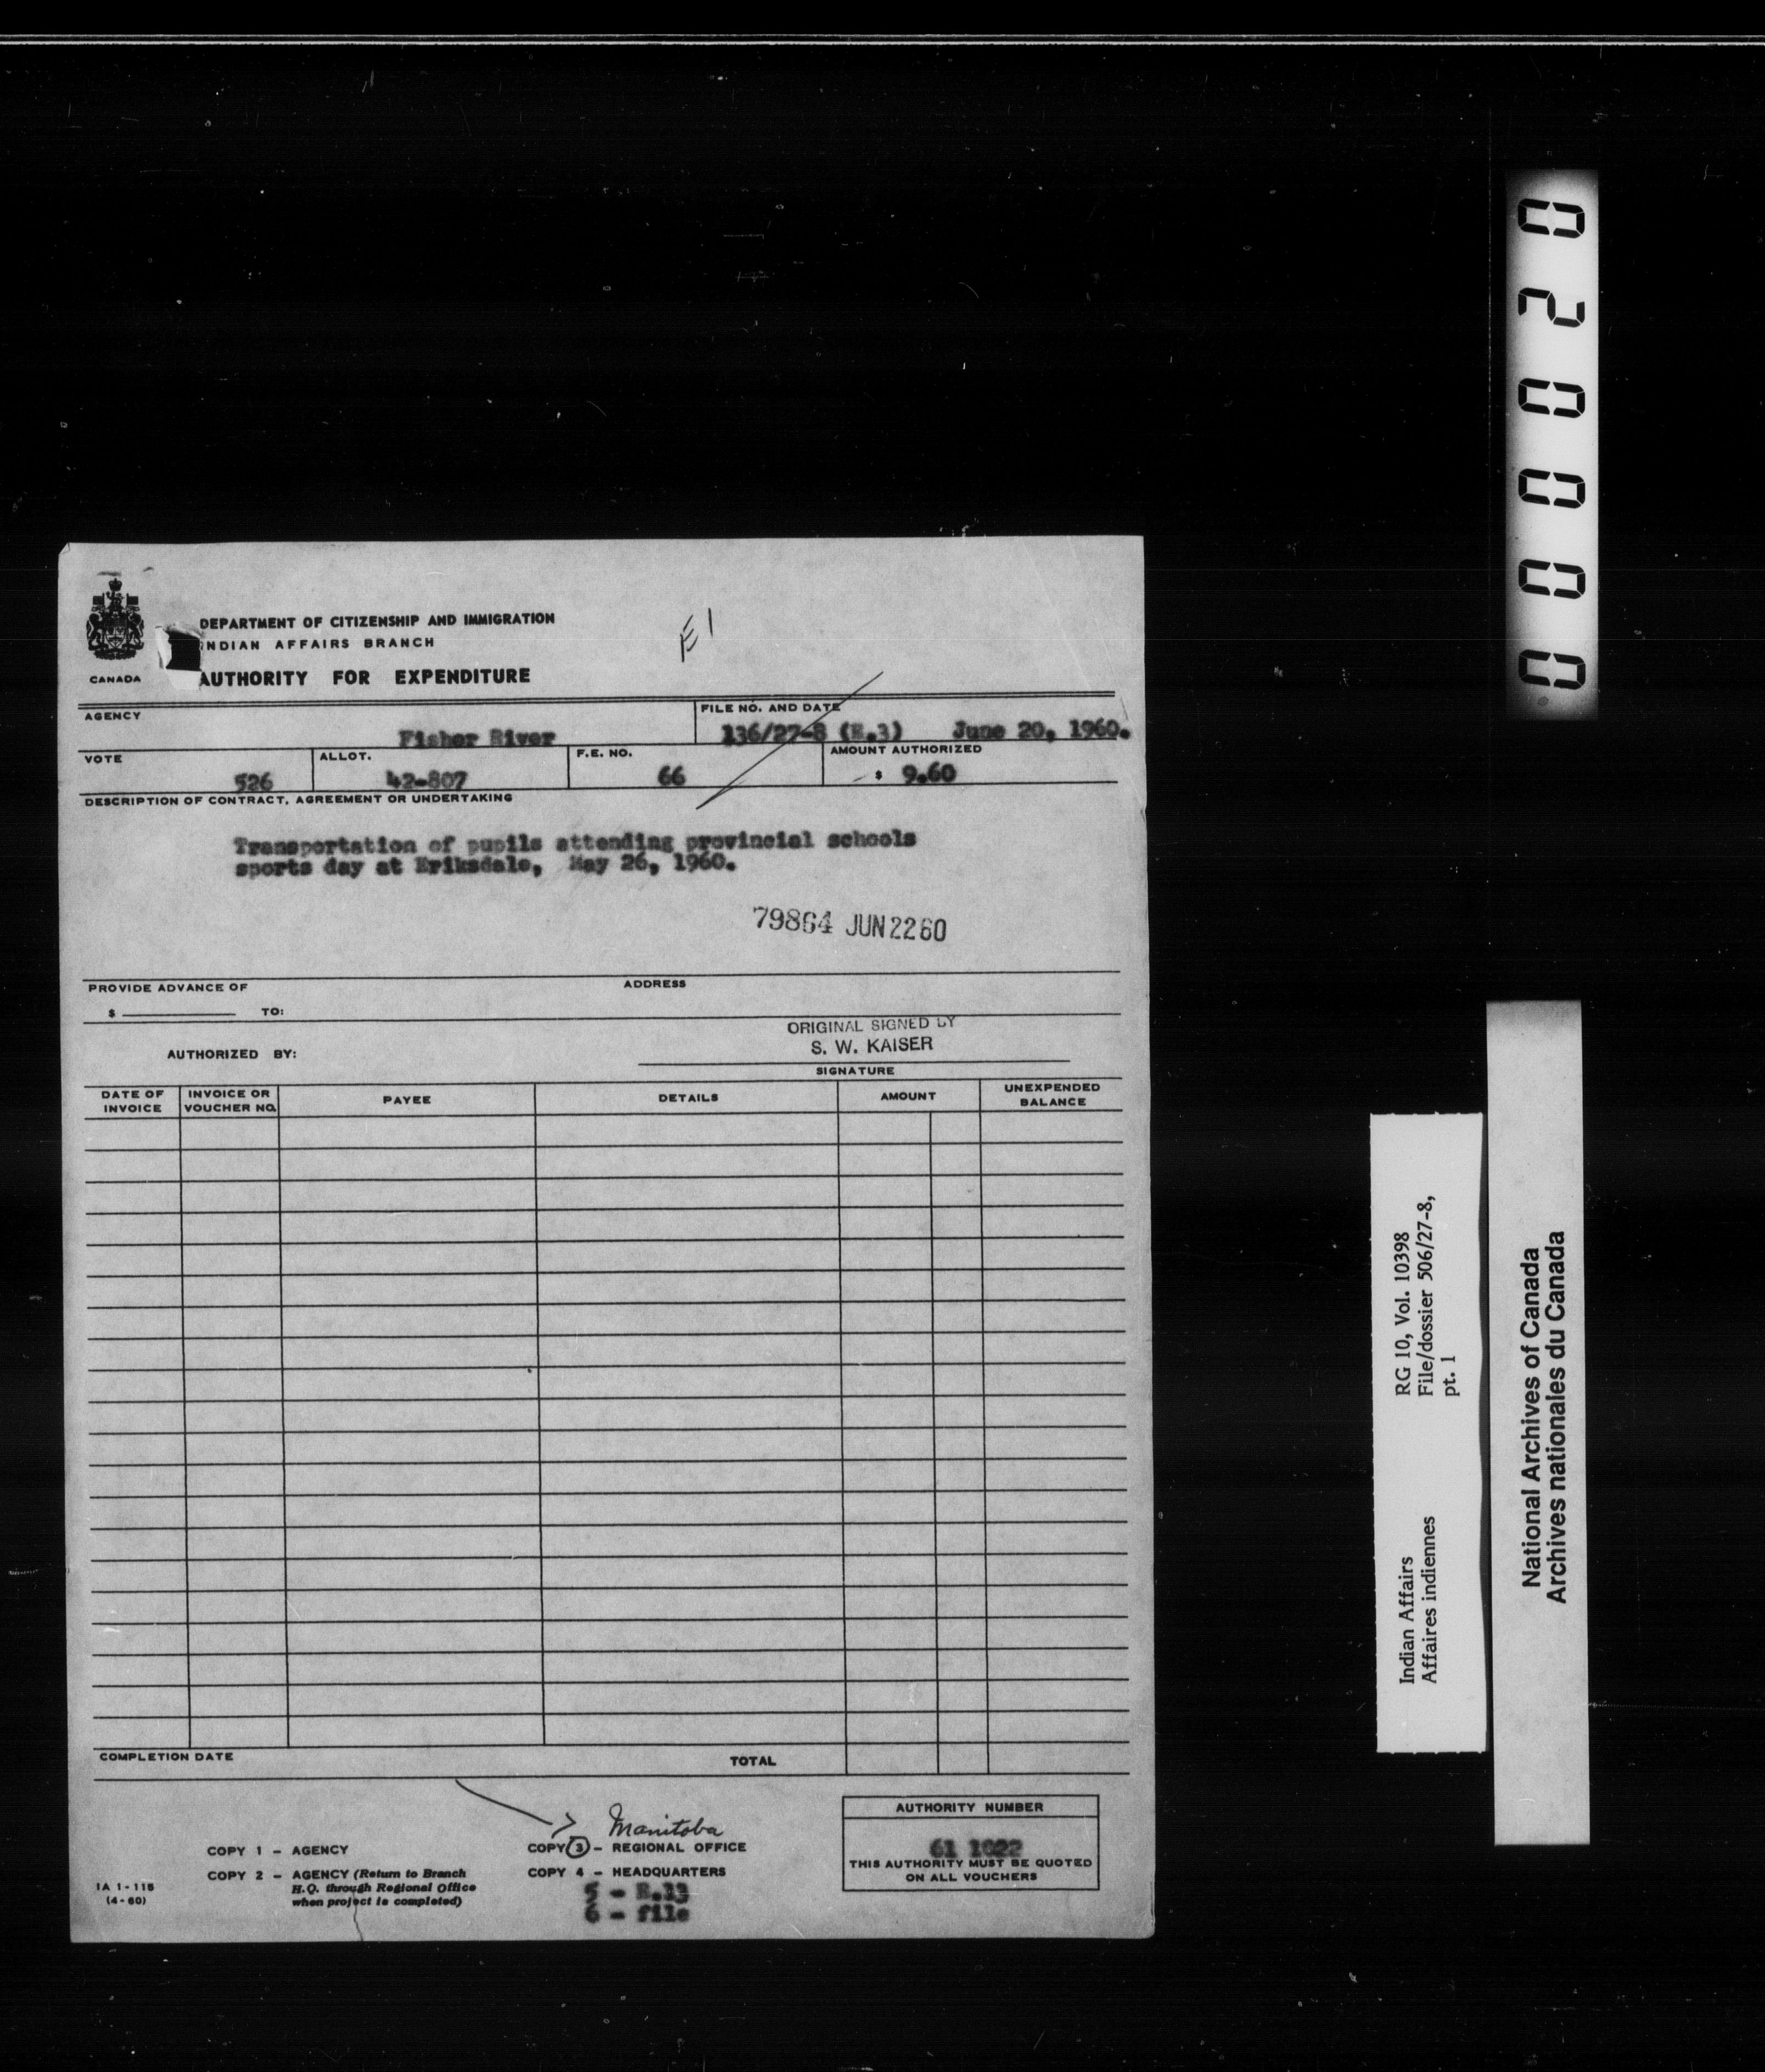 DEPARTMENT OF CITIZENSHIP AND IMMIGRATION
INDIAN AFFAIRS BRANCH
CANADA
AUTHORITY FOR EXPENDITURE
E1
AGENCY
Fisher River
FILE NO. AND DATE
136/27-8 (E.3) June 20, 1960.
VOTE
526
ALLOT.
42-807
F.E. NO.
66
AMOUNT AUTHORIZED
$ 9.60
DESCRIPTION OF CONTRACT, AGREEMENT OR UNDERTAKING
Transportation of pupils attending provincial schools
sports day at Eriksdale, May 26, 1960.
79864 JUN 22 60
PROVIDE ADVANCE OF
ADDRESS
$ TO:
ORIGINAL SIGNED BY
S. W. KAISER
AUTHORIZED BY:
SIGNATURE
DATE OF INVOICE
INVOICE OR VOUCHER NO.
PAYEE
DETAILS
AMOUNT
UNEXPENDED BALANCE
COMPLETION DATE
TOTAL
Manitoba
COPY 1 - AGENCY
COPY 2 - AGENCY (Return to Branch
H.Q. through Regional Office
when project is completed)
COPY 3 - REGIONAL OFFICE
COPY 4 - HEADQUARTERS
5 - E.13
6 - file
AUTHORITY NUMBER
61 1022
THIS AUTHORITY MUST BE QUOTED
ON ALL VOUCHERS
IA 1-115
(4-60)
000020
Indian Affairs
Affaires indiennes
RG 10, Vol. 10398
File/dossier 506/27-8,
pt. 1
National Archives of Canada
Archives nationales du Canada